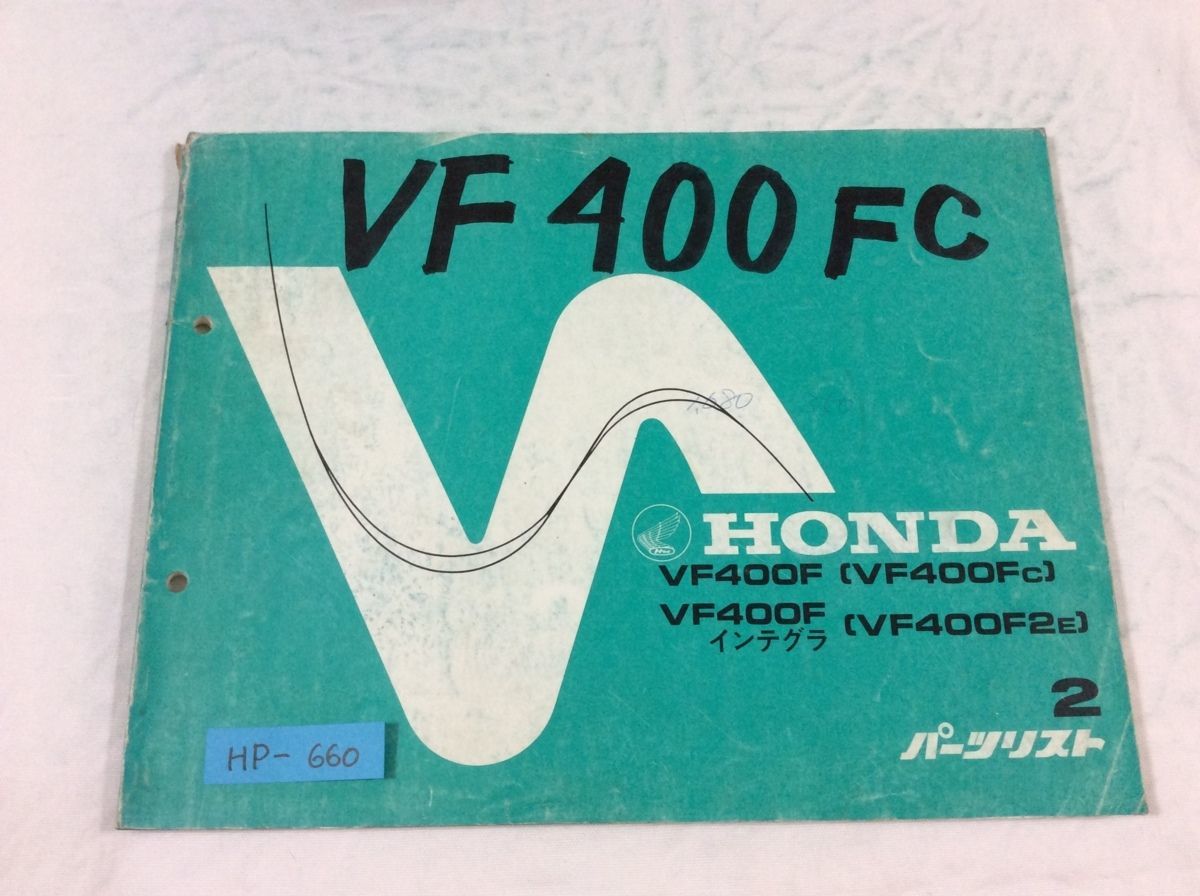 VF 400 FC
HONDA
VF400F (VF400FC)
VF400F (VF400F2E)
インテグラ
2
パーツリスト
HP- 660